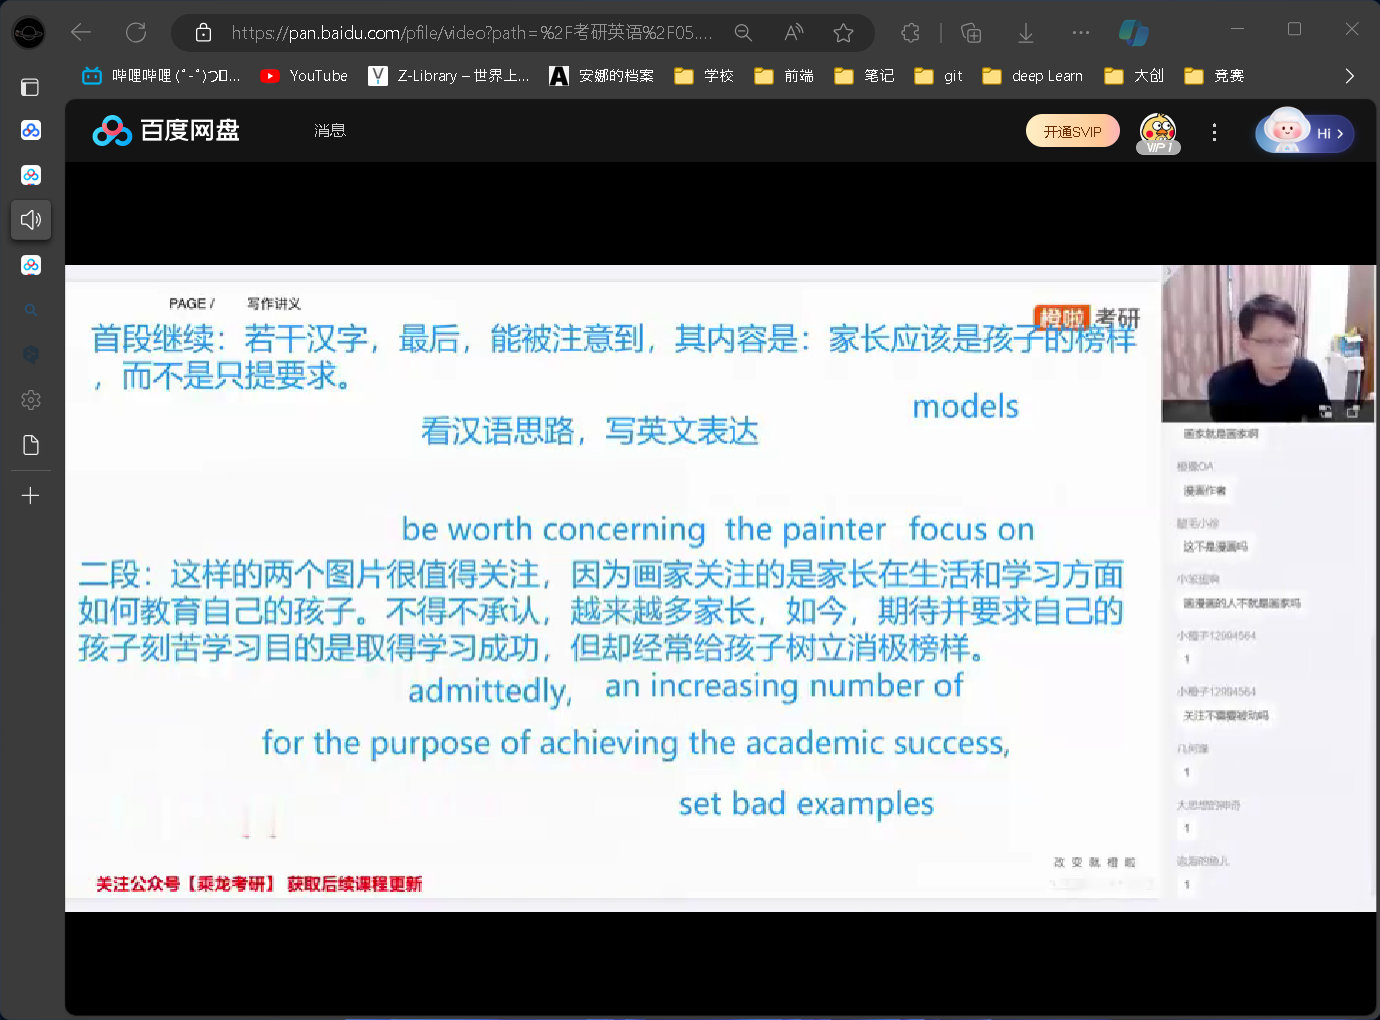 https://pan.baidu.com/pfile/video?path=%2F考研英语%2F05...
哔哩哔哩 (゜-゜)つ...
YouTube
Z-Library – 世界上...
安娜的档案
学校
前端
笔记
git
deep Learn
大创
竞赛
百度网盘
消息
开通SVIP
VIP 1
Hi
PAGE / 写作讲义
橙啦 考研
首段继续：若干汉字，最后，能被注意到，其内容是：家长应该是孩子的榜样
，而不是只提要求。
models
看汉语思路，写英文表达
be worth concerning the painter focus on
二段：这样的两个图片很值得关注，因为画家关注的是家长在生活和学习方面
如何教育自己的孩子。不得不承认，越来越多家长，如今，期待并要求自己的
孩子刻苦学习目的是取得学习成功，但却经常给孩子树立消极榜样。
admittedly, an increasing number of
for the purpose of achieving the academic success,
set bad examples
改变就橙啦
关注公众号【乘龙考研】 获取后续课程更新
画家就是画家啊
漫画作者
这不是漫画吗
画漫画的人不就是画家吗
小橙子12994564
1
小橙子12994564
关注不需要被动吗
1
1
1